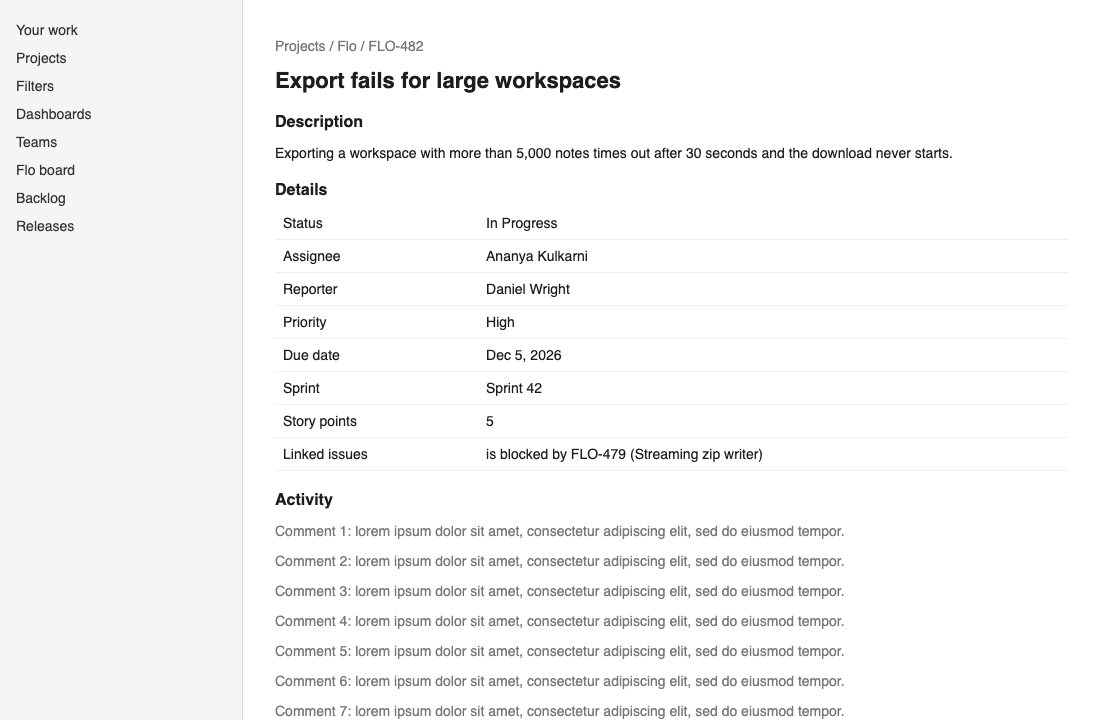 Your work
Projects
Filters
Dashboards
Teams
Flo board
Backlog
Releases
Projects / Flo / FLO-482
Export fails for large workspaces
Description
Exporting a workspace with more than 5,000 notes times out after 30 seconds and the download never starts.
Details
Status In Progress
Assignee Ananya Kulkarni
Reporter Daniel Wright
Priority High
Due date Dec 5, 2026
Sprint Sprint 42
Story points 5
Linked issues is blocked by FLO-479 (Streaming zip writer)
Activity
Comment 1: lorem ipsum dolor sit amet, consectetur adipiscing elit, sed do eiusmod tempor.
Comment 2: lorem ipsum dolor sit amet, consectetur adipiscing elit, sed do eiusmod tempor.
Comment 3: lorem ipsum dolor sit amet, consectetur adipiscing elit, sed do eiusmod tempor.
Comment 4: lorem ipsum dolor sit amet, consectetur adipiscing elit, sed do eiusmod tempor.
Comment 5: lorem ipsum dolor sit amet, consectetur adipiscing elit, sed do eiusmod tempor.
Comment 6: lorem ipsum dolor sit amet, consectetur adipiscing elit, sed do eiusmod tempor.
Comment 7: lorem ipsum dolor sit amet, consectetur adipiscing elit, sed do eiusmod tempor.